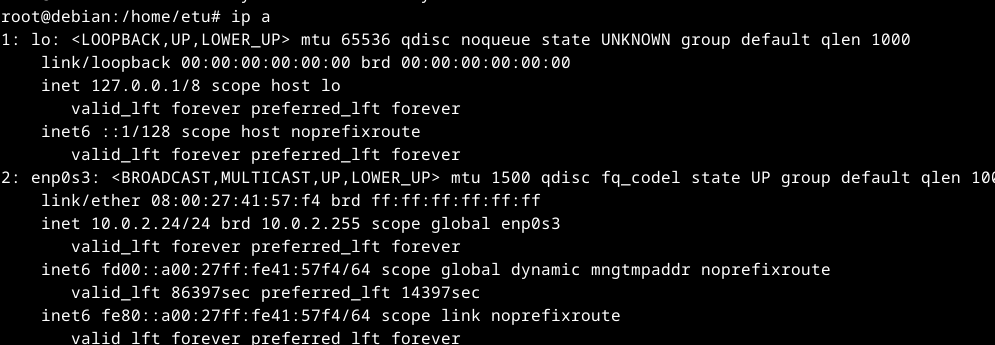 root@debian:/home/etu# ip a
1: lo: <LOOPBACK,UP,LOWER_UP> mtu 65536 qdisc noqueue state UNKNOWN group default qlen 1000
    link/loopback 00:00:00:00:00:00 brd 00:00:00:00:00:00
    inet 127.0.0.1/8 scope host lo
       valid_lft forever preferred_lft forever
    inet6 ::1/128 scope host noprefixroute
       valid_lft forever preferred_lft forever
2: enp0s3: <BROADCAST,MULTICAST,UP,LOWER_UP> mtu 1500 qdisc fq_codel state UP group default qlen 100
    link/ether 08:00:27:41:57:f4 brd ff:ff:ff:ff:ff:ff
    inet 10.0.2.24/24 brd 10.0.2.255 scope global enp0s3
       valid_lft forever preferred_lft forever
    inet6 fd00::a00:27ff:fe41:57f4/64 scope global dynamic mngtmpaddr noprefixroute
       valid_lft 86397sec preferred_lft 14397sec
    inet6 fe80::a00:27ff:fe41:57f4/64 scope link noprefixroute
       valid_lft forever preferred_lft forever